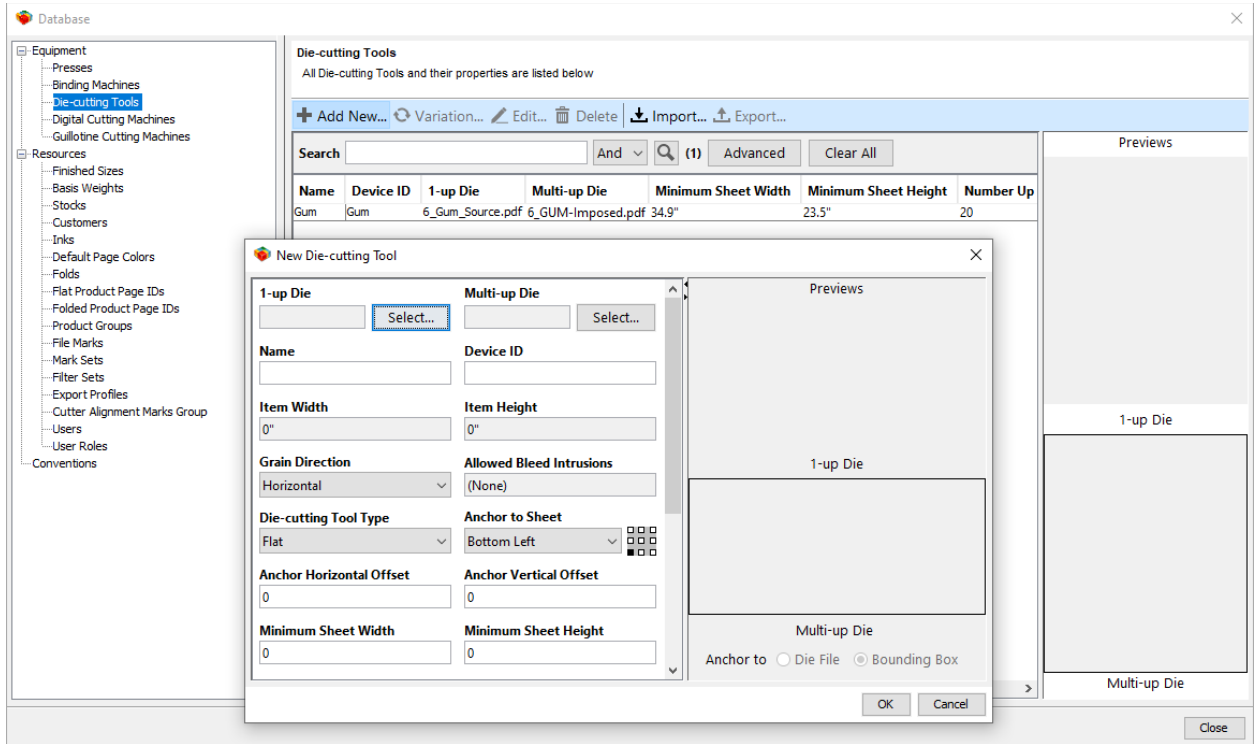 Database
Equipment
Presses
Binding Machines
Die-cutting Tools
Digital Cutting Machines
Guillotine Cutting Machines
Resources
Finished Sizes
Basis Weights
Stocks
Customers
Inks
Default Page Colors
Folds
Flat Product Page IDs
Folded Product Page IDs
Product Groups
File Marks
Mark Sets
Filter Sets
Export Profiles
Cutter Alignment Marks Group
Users
User Roles
Conventions
Die-cutting Tools
All Die-cutting Tools and their properties are listed below
Add New... Variation... Edit... Delete Import... Export...
Search And (1) Advanced Clear All
Name Device ID 1-up Die Multi-up Die Minimum Sheet Width Minimum Sheet Height Number Up
Gum Gum 6_Gum_Source.pdf 6_GUM-Imposed.pdf 34.9" 23.5" 20
Previews
1-up Die
Multi-up Die
New Die-cutting Tool
1-up Die Multi-up Die
Select... Select...
Name Device ID
Item Width Item Height
0" 0"
Grain Direction Allowed Bleed Intrusions
Horizontal (None)
Die-cutting Tool Type Anchor to Sheet
Flat Bottom Left
Anchor Horizontal Offset Anchor Vertical Offset
0 0
Minimum Sheet Width Minimum Sheet Height
0 0
Previews
1-up Die
Multi-up Die
Anchor to Die File Bounding Box
OK Cancel
Close